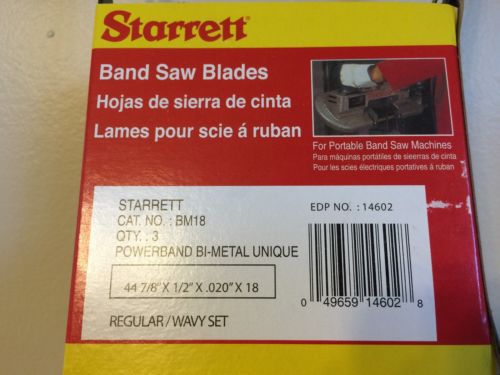 Starrett
Band Saw Blades
Hojas de sierra de cinta
Lames pour scie á ruban
For Portable Band Saw Machines
Para máquinas portátiles de sieerras de cinta
Pour les scies électriques portatives á ruban
STARRETT
CAT. NO. : BM18
QTY. : 3
POWERBAND BI-METAL UNIQUE
44 7/8" X 1/2" X .020" X 18
REGULAR / WAVY SET
EDP NO. : 14602
0 49659 14602 8